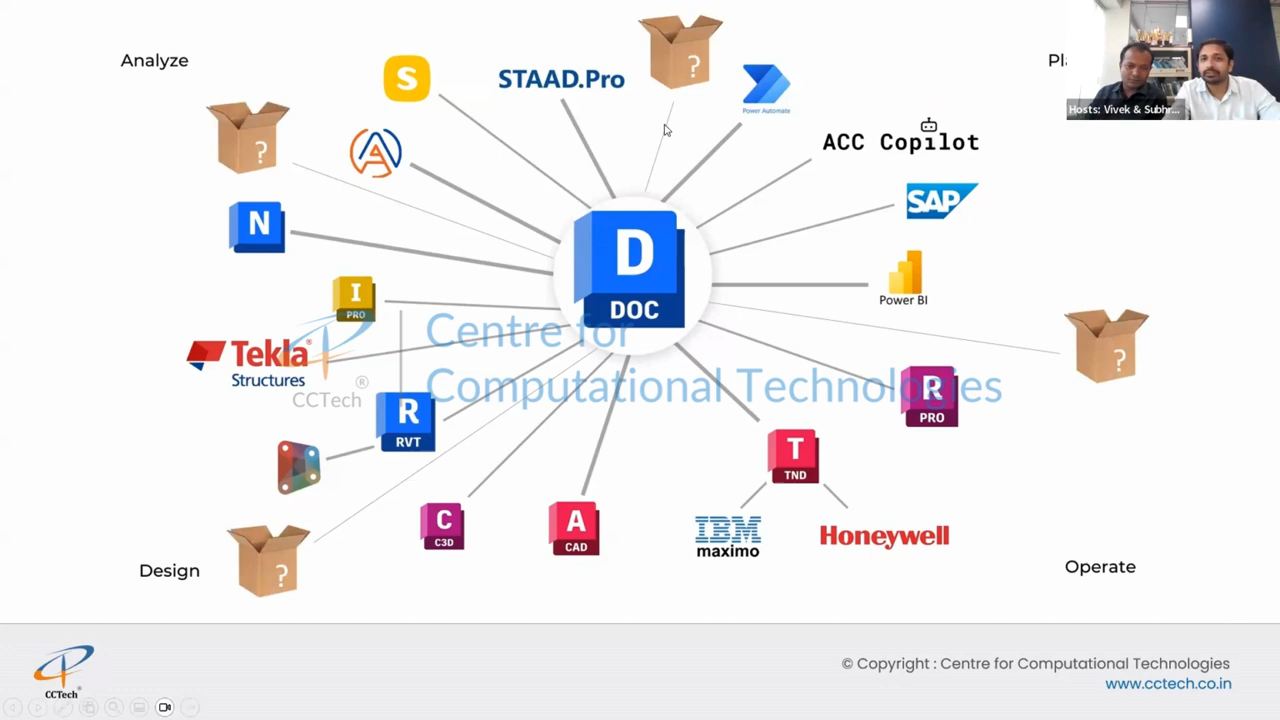 Analyze
S
STAAD.Pro
?
Power Automate
Hosts: Vivek & Subhr...
ACC Copilot
?
SAP
N
D
DOC
Power BI
I
PRO
Centre for
Computational Technologies
Tekla®
Structures
CCTech
®
?
R
PRO
R
RVT
T
TND
C
C3D
A
CAD
IBM
maximo
Honeywell
?
Design
Operate
CCTech®
© Copyright : Centre for Computational Technologies
www.cctech.co.in